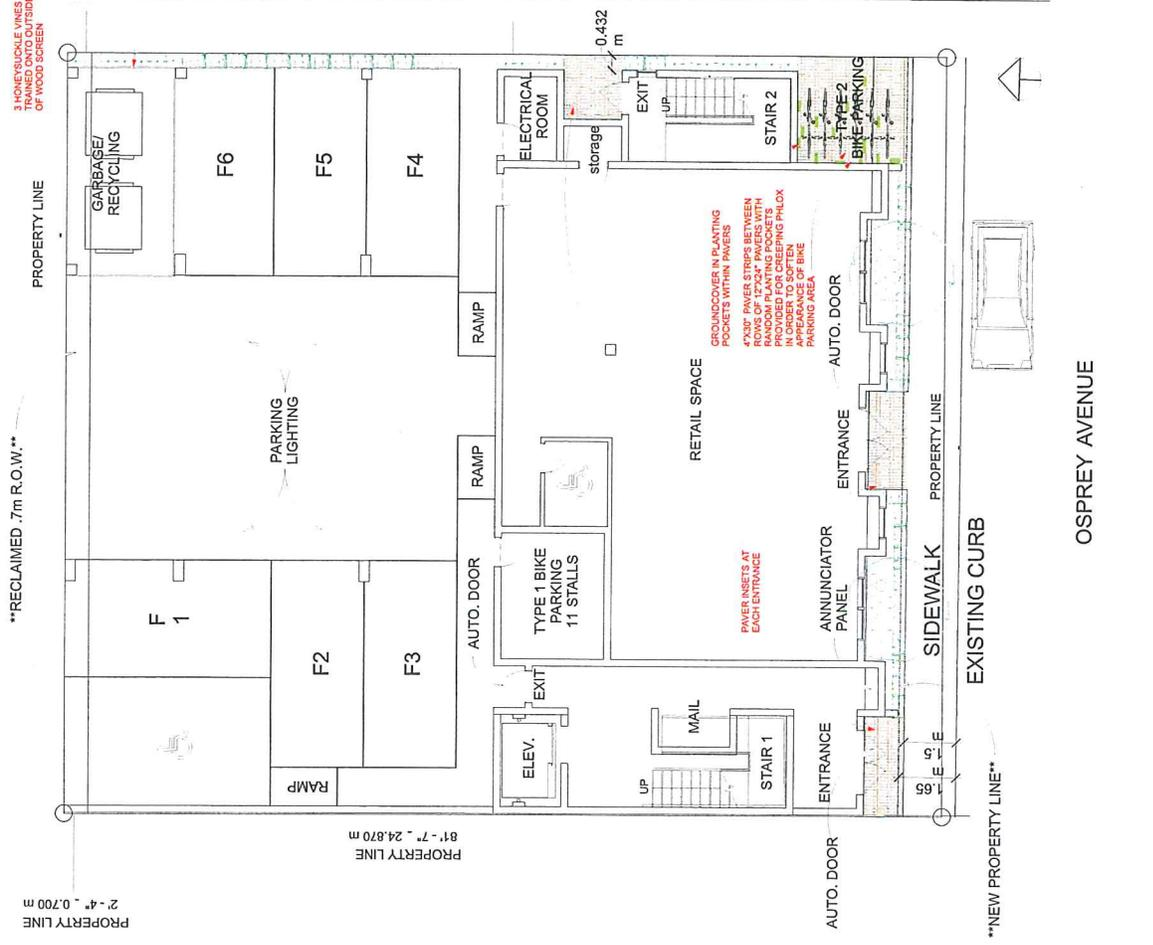 3 HONEYSUCKLE VINES
TRAINED ONTO OUTSIDE
OF WOOD SCREEN
PROPERTY LINE
**RECLAIMED .7m R.O.W.**
2' - 4" 0.700 m
PROPERTY LINE
GARBAGE/
RECYCLING
F6
F5
F4
RAMP
PARKING
LIGHTING
RAMP
F
1
F2
F3
RAMP
AUTO. DOOR
81' - 7" 24.870 m
PROPERTY LINE
0.432
m
ELECTRICAL
ROOM
storage
EXIT
UP
STAIR 2
TYPE 2
BIKE PARKING
GROUNDCOVER IN PLANTING
POCKETS WITHIN PAVERS
4"X30" PAVER STRIPS BETWEEN
ROWS OF 12"X24" PAVERS WITH
RANDOM PLANTING POCKETS
PROVIDED FOR CREEPING PHLOX
IN ORDER TO SOFTEN
APPEARANCE OF BIKE
PARKING AREA
RETAIL SPACE
AUTO. DOOR
ENTRANCE
TYPE 1 BIKE
PARKING
11 STALLS
PAVER INSETS AT
EACH ENTRANCE
ANNUNCIATOR
PANEL
EXIT
ELEV.
MAIL
UP
STAIR 1
ENTRANCE
AUTO. DOOR
PROPERTY LINE
SIDEWALK
EXISTING CURB
1.5 m
1.65 m
**NEW PROPERTY LINE**
OSPREY AVENUE